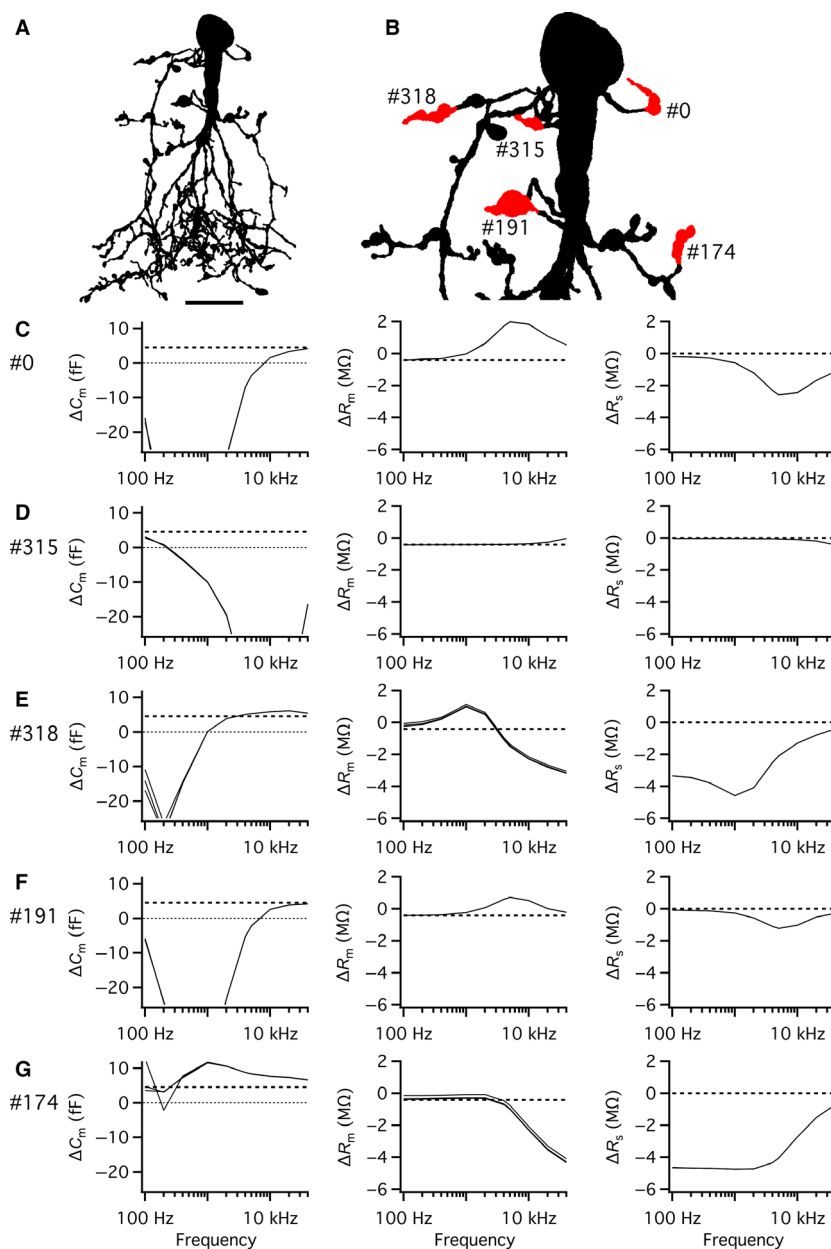 A
B
#318
#0
#315
#191
#174
C
#0
10
0
−10
−20
ΔCm (fF)
100 Hz
10 kHz
2
0
−2
−4
−6
ΔRm (MΩ)
100 Hz
10 kHz
2
0
−2
−4
−6
ΔRs (MΩ)
100 Hz
10 kHz
D
#315
10
0
−10
−20
ΔCm (fF)
100 Hz
10 kHz
2
0
−2
−4
−6
ΔRm (MΩ)
100 Hz
10 kHz
2
0
−2
−4
−6
ΔRs (MΩ)
100 Hz
10 kHz
E
#318
10
0
−10
−20
ΔCm (fF)
100 Hz
10 kHz
2
0
−2
−4
−6
ΔRm (MΩ)
100 Hz
10 kHz
2
0
−2
−4
−6
ΔRs (MΩ)
100 Hz
10 kHz
F
#191
10
0
−10
−20
ΔCm (fF)
100 Hz
10 kHz
2
0
−2
−4
−6
ΔRm (MΩ)
100 Hz
10 kHz
2
0
−2
−4
−6
ΔRs (MΩ)
100 Hz
10 kHz
G
#174
10
0
−10
−20
ΔCm (fF)
100 Hz
10 kHz
Frequency
2
0
−2
−4
−6
ΔRm (MΩ)
100 Hz
10 kHz
Frequency
2
0
−2
−4
−6
ΔRs (MΩ)
100 Hz
10 kHz
Frequency